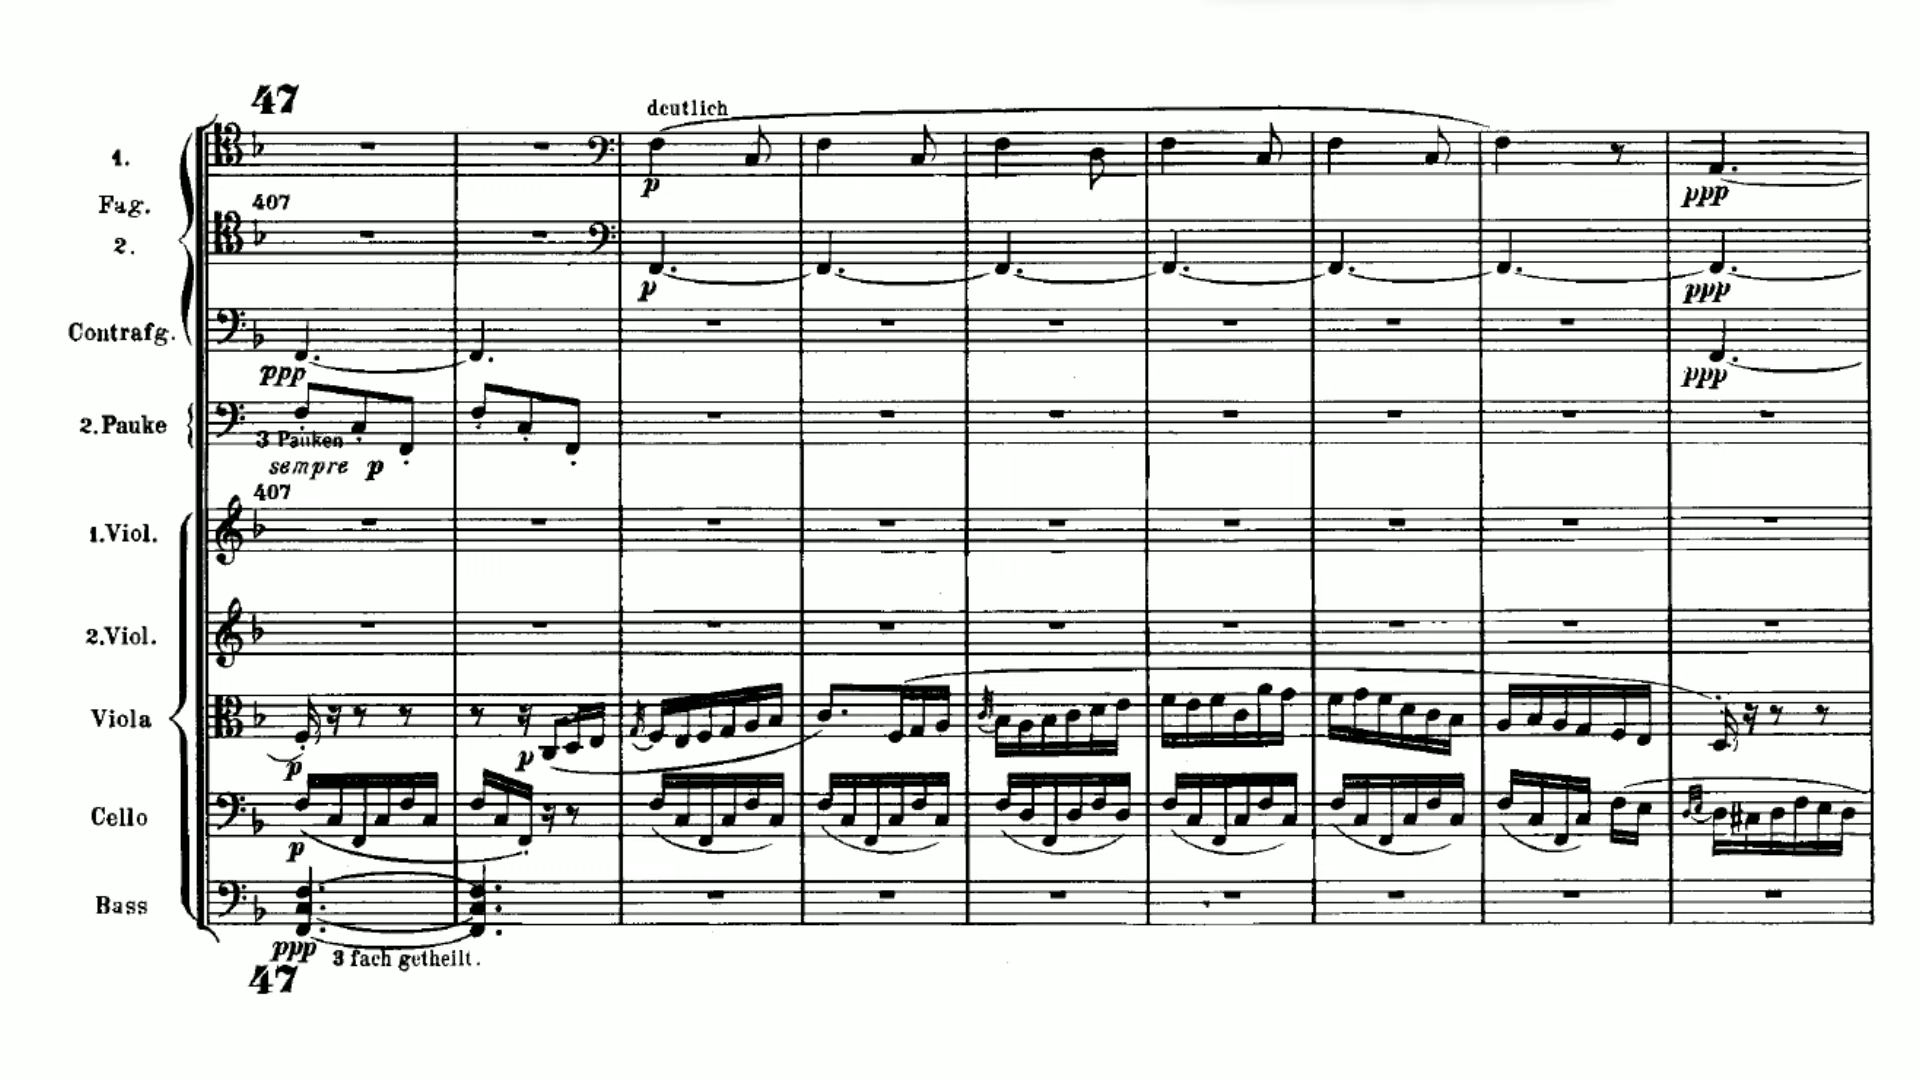 47
deutlich
1.
Fag.
407
2.
p
p
ppp
ppp
Contrafg.
ppp
ppp
2.Pauke
3 Pauken
sempre p
407
1.Viol.
2.Viol.
Viola
p
p
Cello
p
Bass
ppp
3 fach getheilt.
47